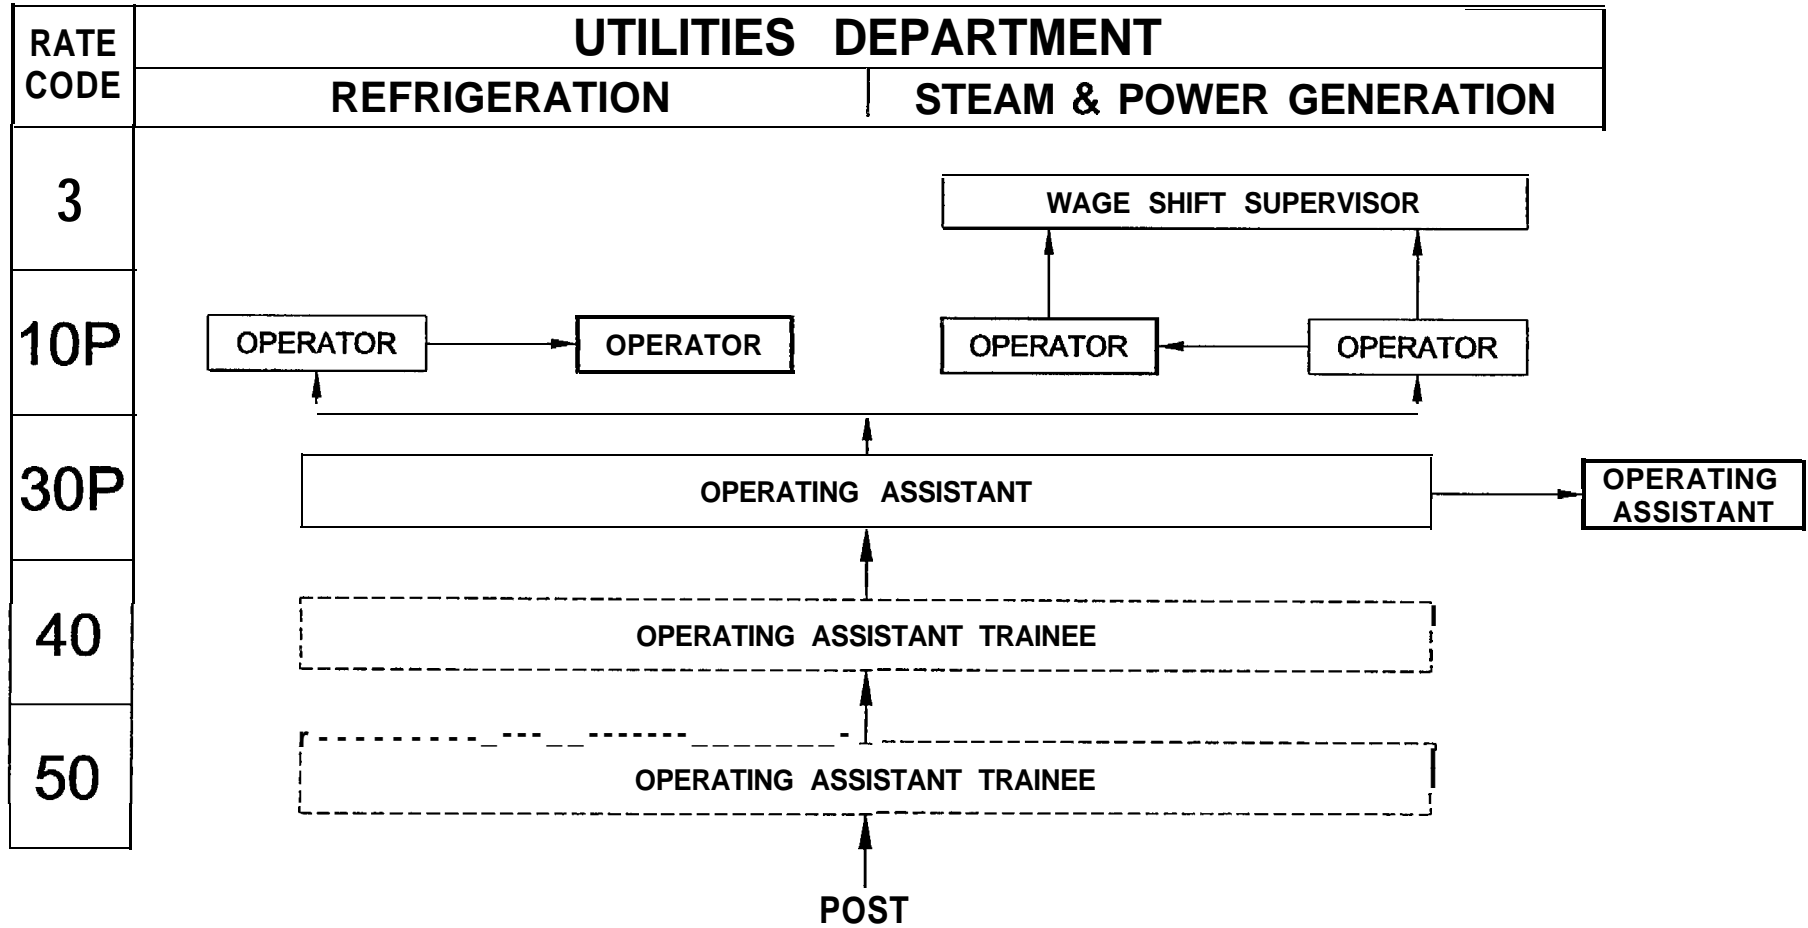 RATE
CODE
UTILITIES DEPARTMENT
REFRIGERATION
STEAM & POWER GENERATION
3
WAGE SHIFT SUPERVISOR
10P
OPERATOR
OPERATOR
OPERATOR
OPERATOR
30P
OPERATING ASSISTANT
OPERATING
ASSISTANT
40
OPERATING ASSISTANT TRAINEE
50
OPERATING ASSISTANT TRAINEE
POST